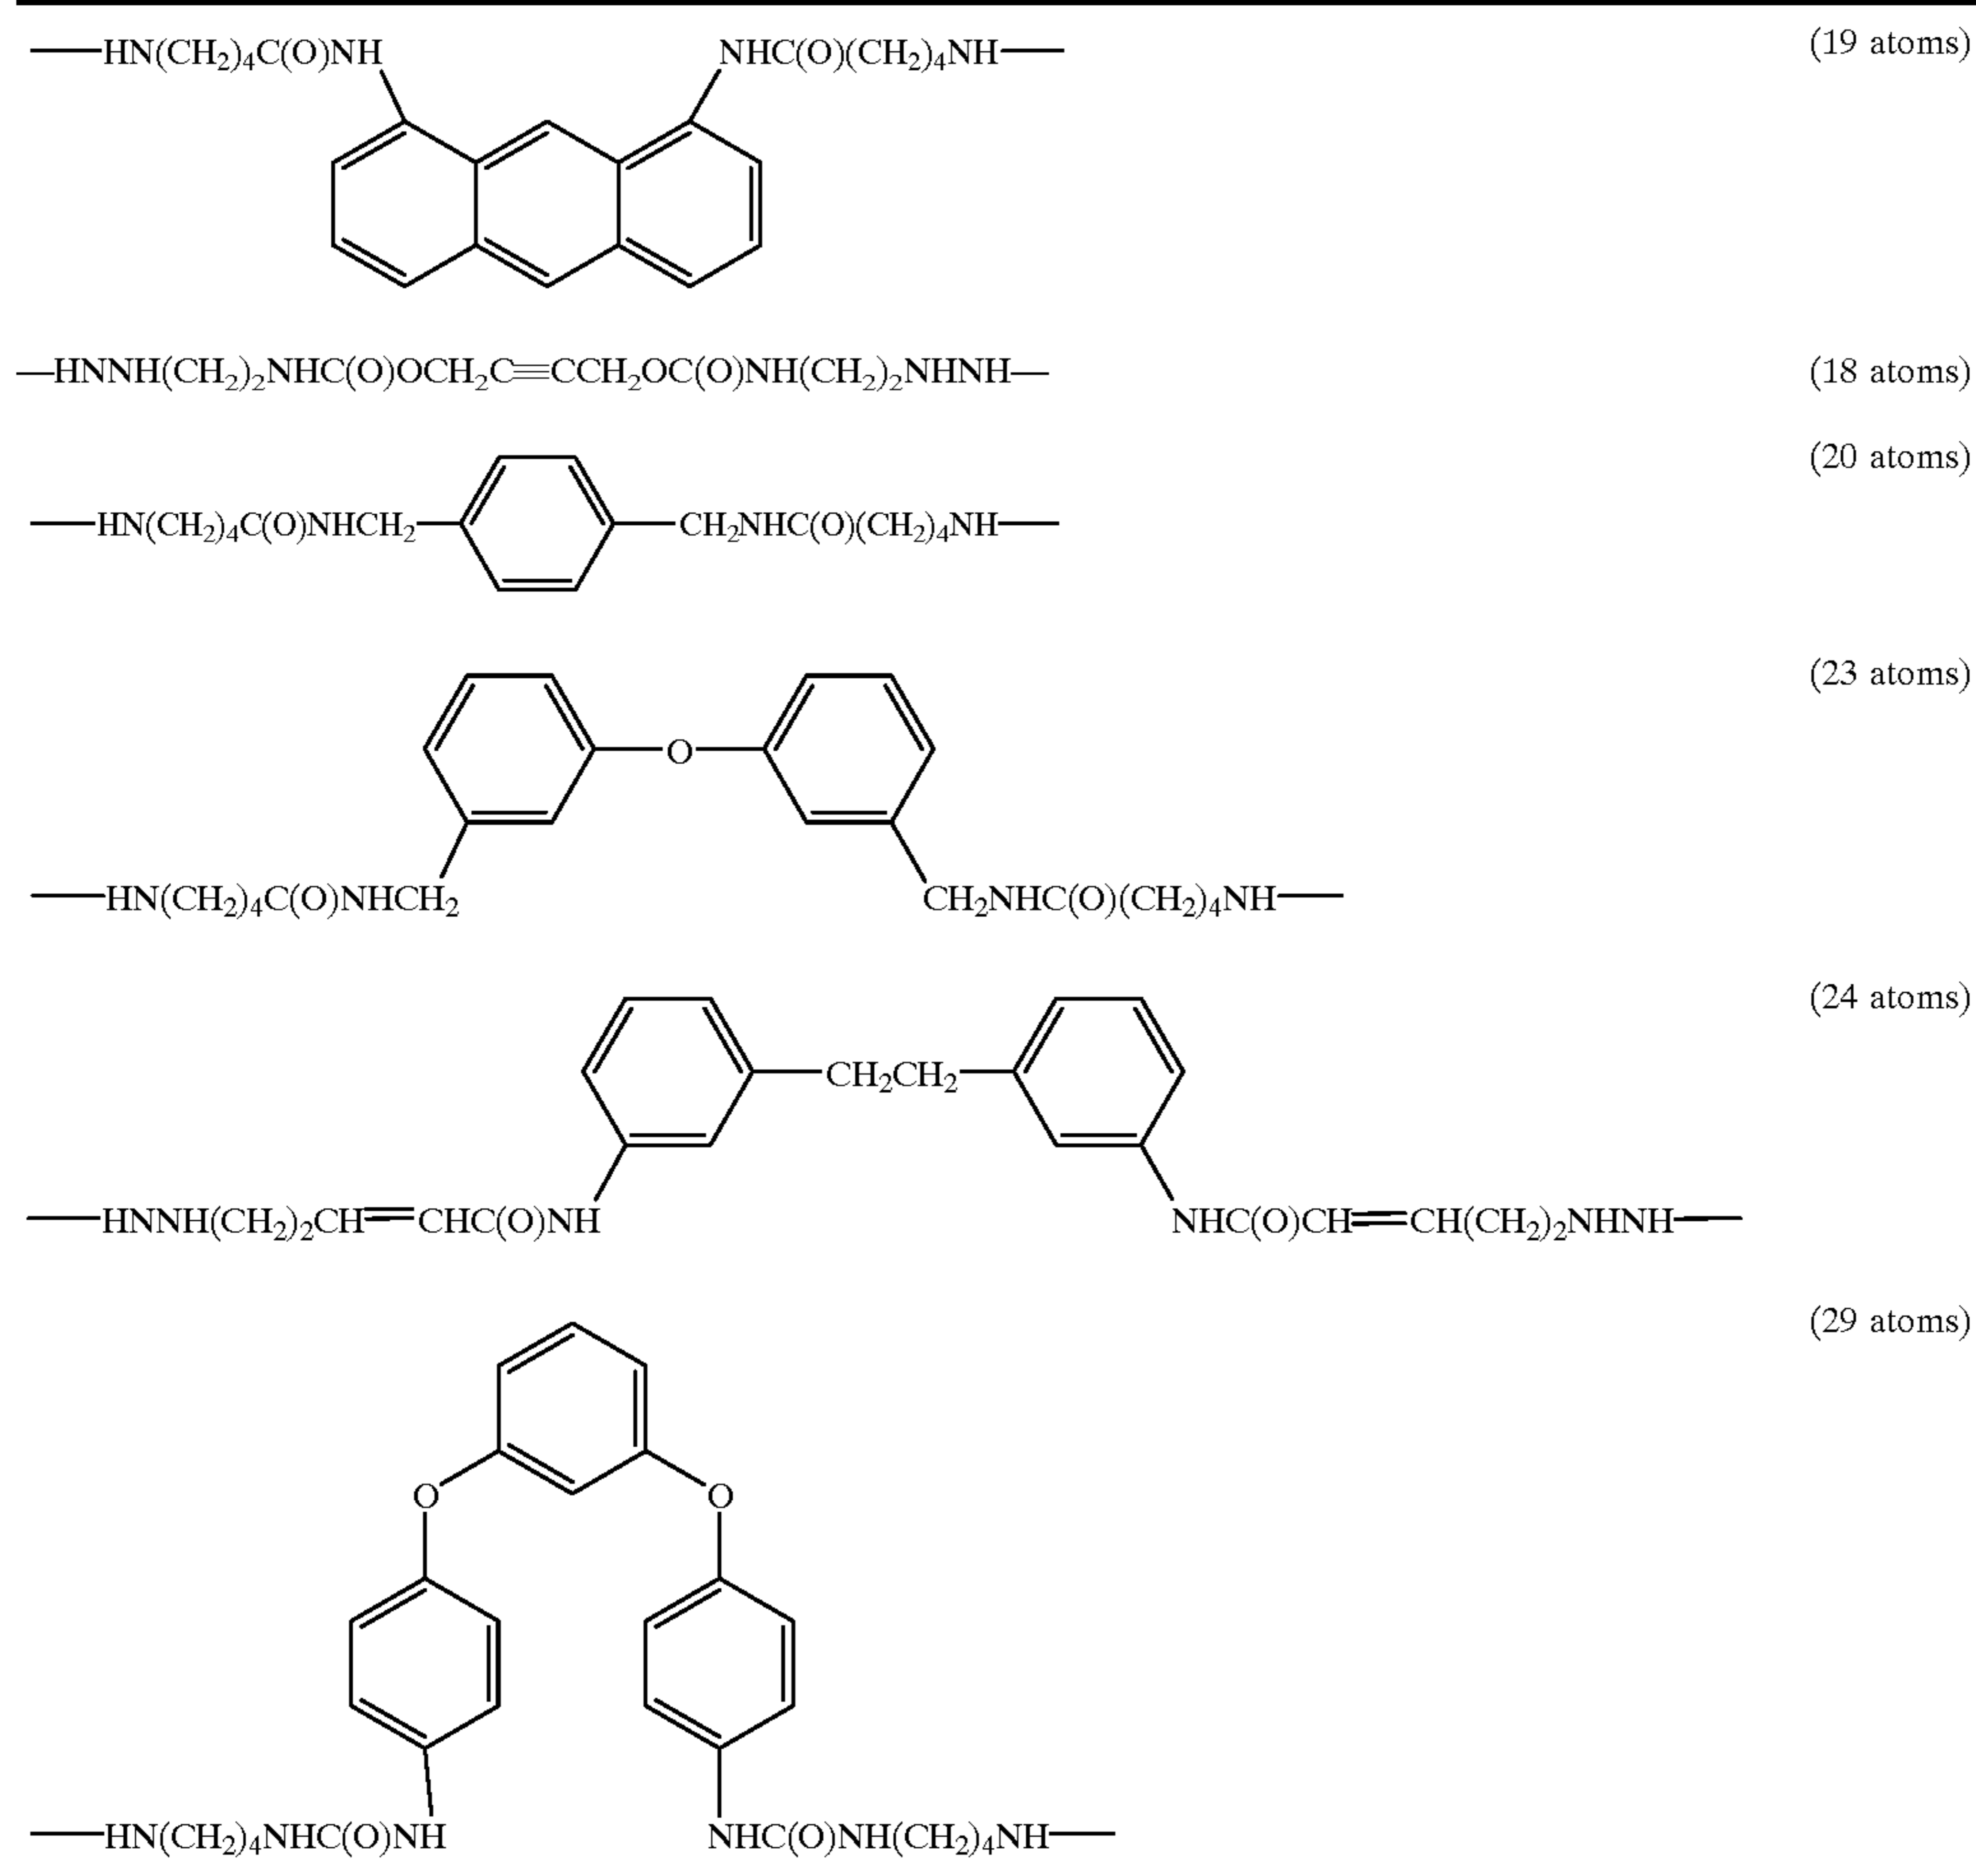 —HN(CH₂)₄C(O)NH NHC(O)(CH₂)₄NH— (19 atoms)
—HNNH(CH₂)₂NHC(O)OCH₂C≡CCH₂OC(O)NH(CH₂)₂NHNH— (18 atoms)
(20 atoms)
—HN(CH₂)₄C(O)NHCH₂ CH₂NHC(O)(CH₂)₄NH—
(23 atoms)
O
—HN(CH₂)₄C(O)NHCH₂ CH₂NHC(O)(CH₂)₄NH—
(24 atoms)
CH₂CH₂
—HNNH(CH₂)₂CH=CHC(O)NH NHC(O)CH=CH(CH₂)₂NHNH—
(29 atoms)
O O
—HN(CH₂)₄NHC(O)NH NHC(O)NH(CH₂)₄NH—